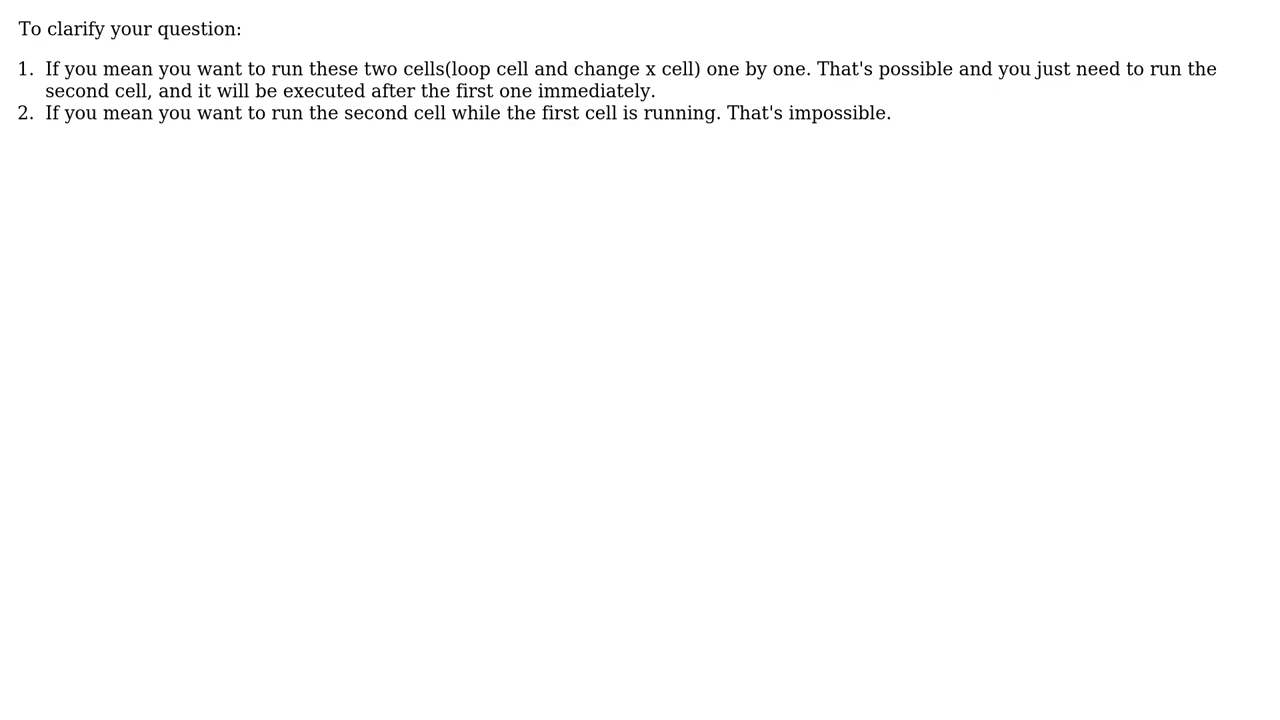 To clarify your question:
1. If you mean you want to run these two cells(loop cell and change x cell) one by one. That's possible and you just need to run the
second cell, and it will be executed after the first one immediately.
2. If you mean you want to run the second cell while the first cell is running. That's impossible.